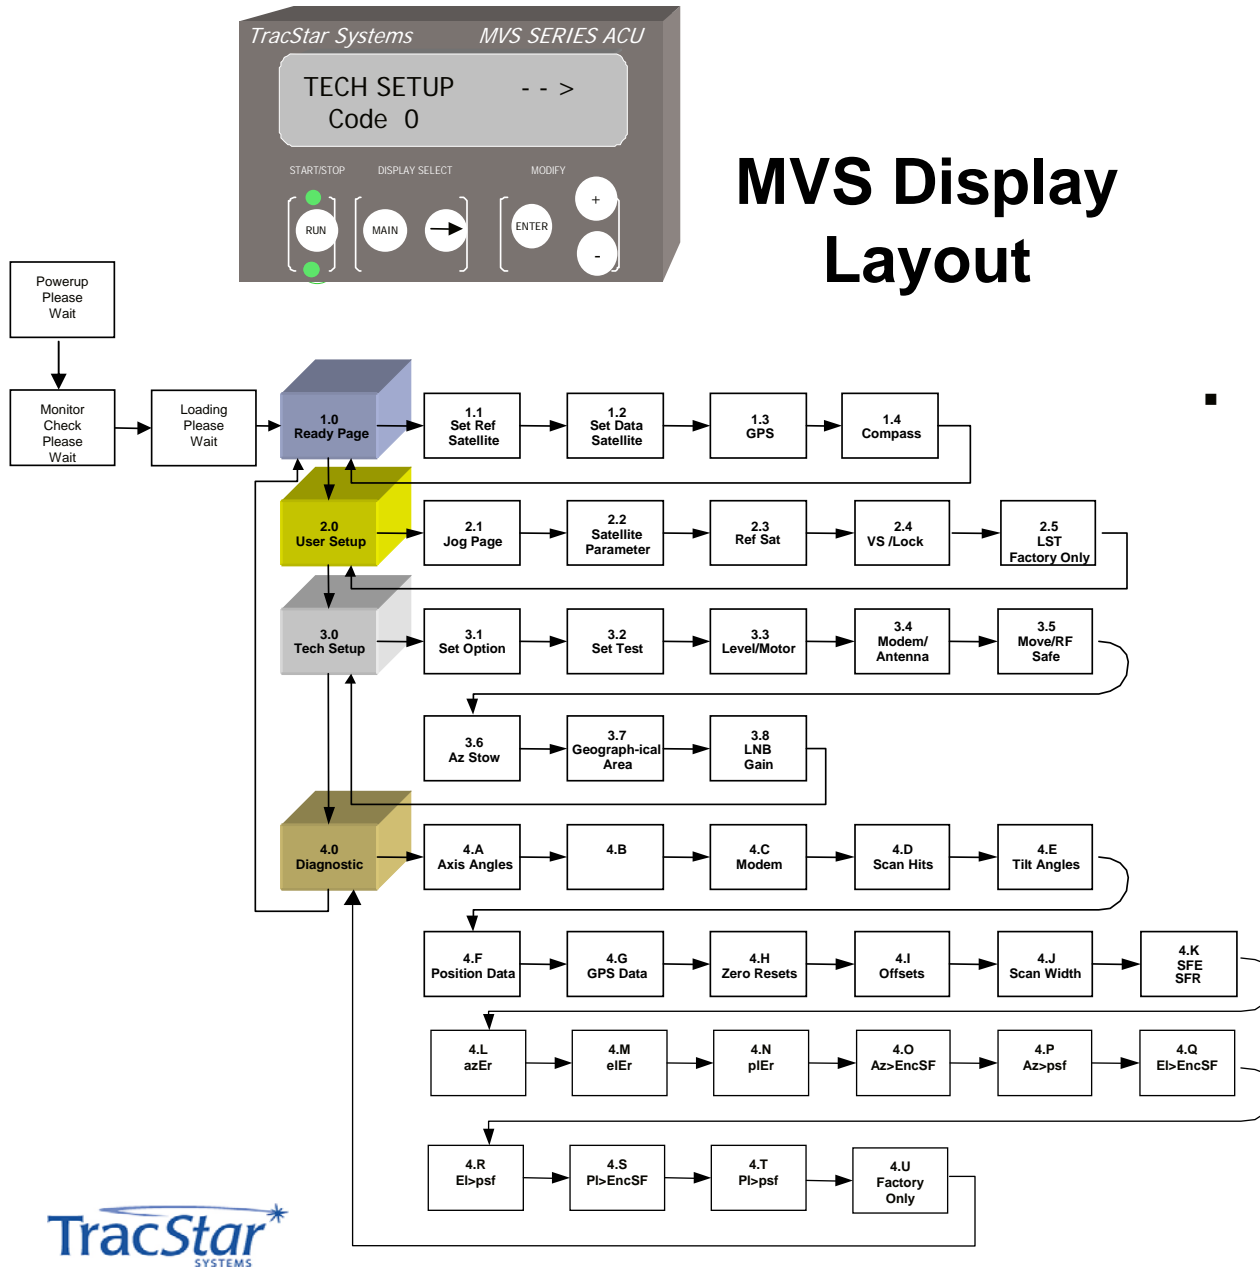 TracStar Systems MVS SERIES ACU
TECH SETUP - - >
Code 0
START/STOP DISPLAY SELECT MODIFY
RUN MAIN ENTER + -
MVS Display
Layout
Powerup
Please
Wait
Monitor
Check
Please
Wait
Loading
Please
Wait
1.0
Ready Page
1.1
Set Ref
Satellite
1.2
Set Data
Satellite
1.3
GPS
1.4
Compass
2.0
User Setup
2.1
Jog Page
2.2
Satellite
Parameter
2.3
Ref Sat
2.4
VS /Lock
2.5
LST
Factory Only
3.0
Tech Setup
3.1
Set Option
3.2
Set Test
3.3
Level/Motor
3.4
Modem/
Antenna
3.5
Move/RF
Safe
3.6
Az Stow
3.7
Geograph-ical
Area
3.8
LNB
Gain
4.0
Diagnostic
4.A
Axis Angles
4.B
4.C
Modem
4.D
Scan Hits
4.E
Tilt Angles
4.F
Position Data
4.G
GPS Data
4.H
Zero Resets
4.I
Offsets
4.J
Scan Width
4.K
SFE
SFR
4.L
azEr
4.M
elEr
4.N
plEr
4.O
Az>EncSF
4.P
Az>psf
4.Q
El>EncSF
4.R
El>psf
4.S
Pl>EncSF
4.T
Pl>psf
4.U
Factory
Only
TracStar
SYSTEMS